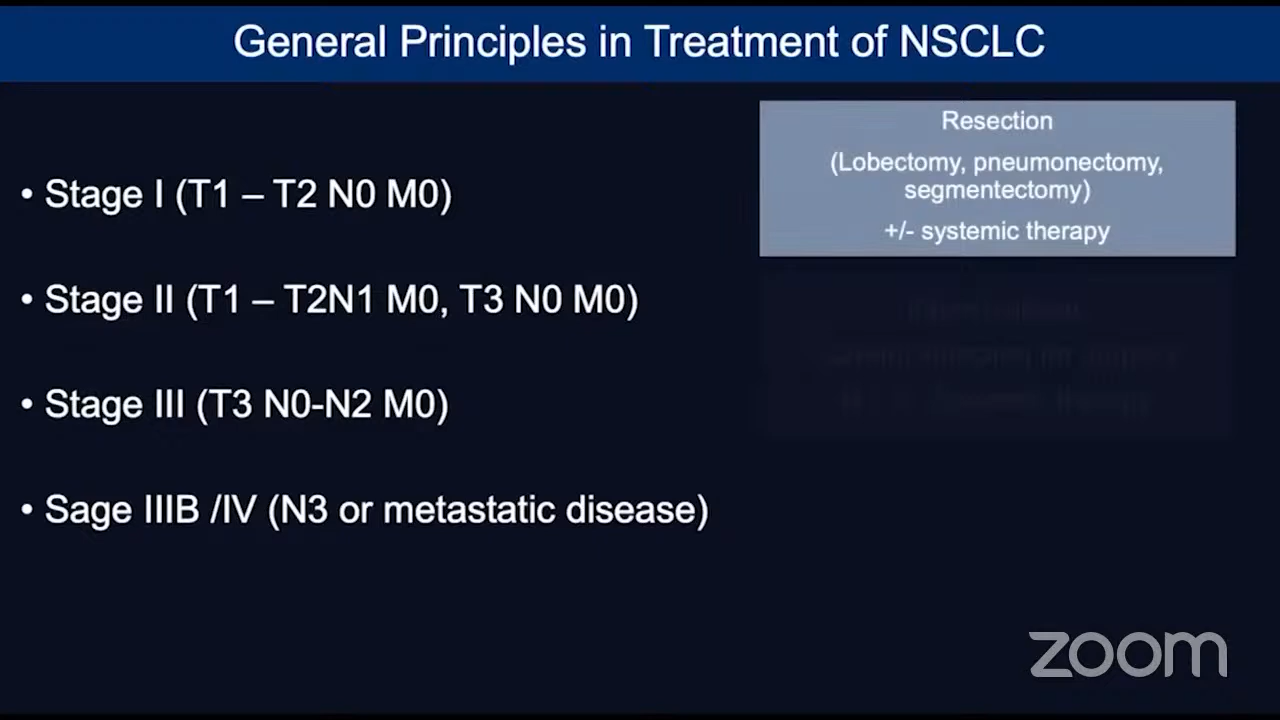 General Principles in Treatment of NSCLC
• Stage I (T1 – T2 N0 M0)
• Stage II (T1 – T2N1 M0, T3 N0 M0)
• Stage III (T3 N0-N2 M0)
• Sage IIIB /IV (N3 or metastatic disease)
Resection
(Lobectomy, pneumonectomy,
segmentectomy)
+/- systemic therapy
zoom